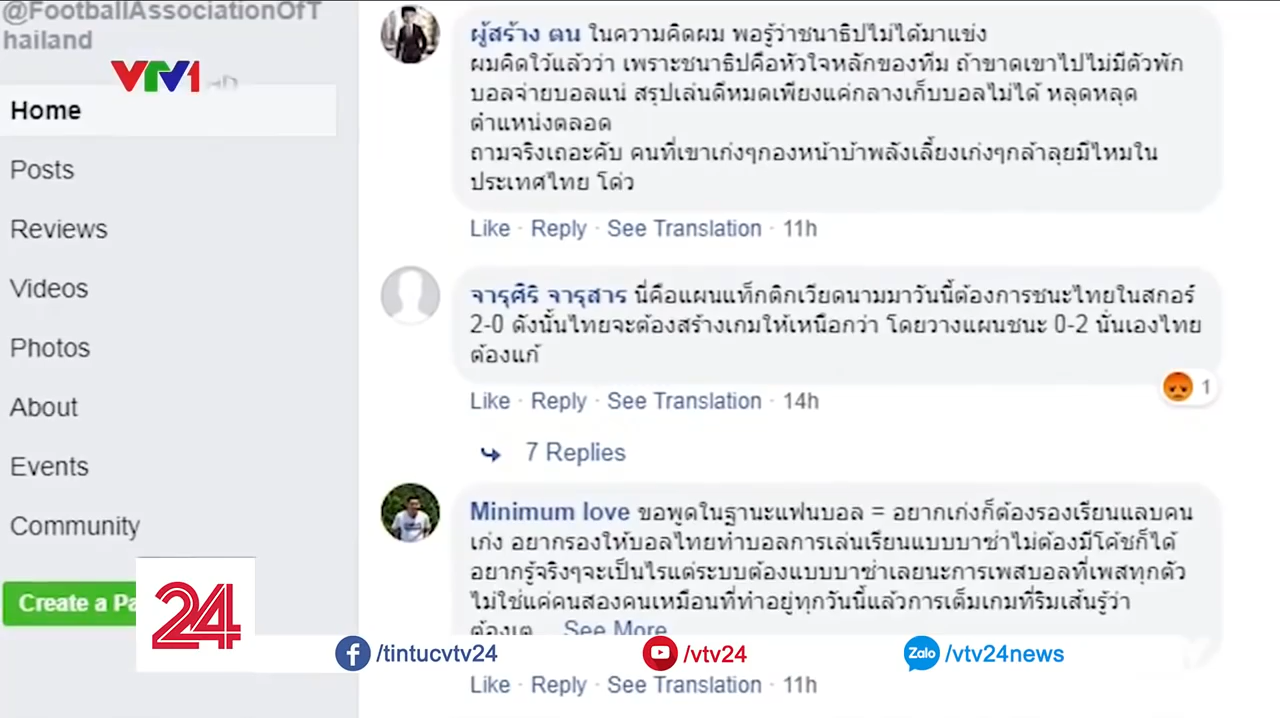 @FootballAssociationOfT
hailand
VTV1
HD
Home
Posts
Reviews
Videos
Photos
About
Events
Community
Create a Pa
ผู้สร้าง ตน ในความคิดผม พอรู้ว่าชนาธิปไม่ได้มาแข่ง
ผมคิดใว้แล้วว่า เพราะชนาธิปคือหัวใจหลักของทีม ถ้าขาดเขาไปไม่มีตัวพัก
บอลจ่ายบอลแน่ สรุปเล่นดีหมดเพียงแค่กลางเก็บบอลไม่ได้ หลุดหลุด
ตำแหน่งตลอด
ถามจริงเถอะคับ คนที่เขาเก่งๆกองหน้าบ้าพลังเลี้ยงเก่งๆกล้าลุยมีไหมใน
ประเทศไทย โด่ว
Like · Reply · See Translation · 11h
จารุศิริ จารุสาร นี่คือแผนแท็กติกเวียดนามมาวันนี้ต้องการชนะไทยในสกอร์
2-0 ดังนั้นไทยจะต้องสร้างเกมให้เหนือกว่า โดยวางแผนชนะ 0-2 นั่นเองไทย
ต้องแก้
1
Like · Reply · See Translation · 14h
7 Replies
Minimum love ขอพูดในฐานะแฟนบอล = อยากเก่งก็ต้องรองเรียนแลบคน
เก่ง อยากรองให้บอลไทยทำบอลการเล่นเรียนแบบบาซ่าไม่ต้องมีโค้ชก็ได้
อยากรู้จริงๆจะเป็นไรแต่ระบบต้องแบบบาซ่าเลยนะการเพสบอลที่เพสทุกตัว
ไม่ใช่แค่คนสองคนเหมือนที่ทำอยู่ทุกวันนี้แล้วการเต็มเกมที่ริมเส้นรู้ว่า
ต้องเต... See More
Like · Reply · See Translation · 11h
24
/tintucvtv24
/vtv24
Zalo /vtv24news